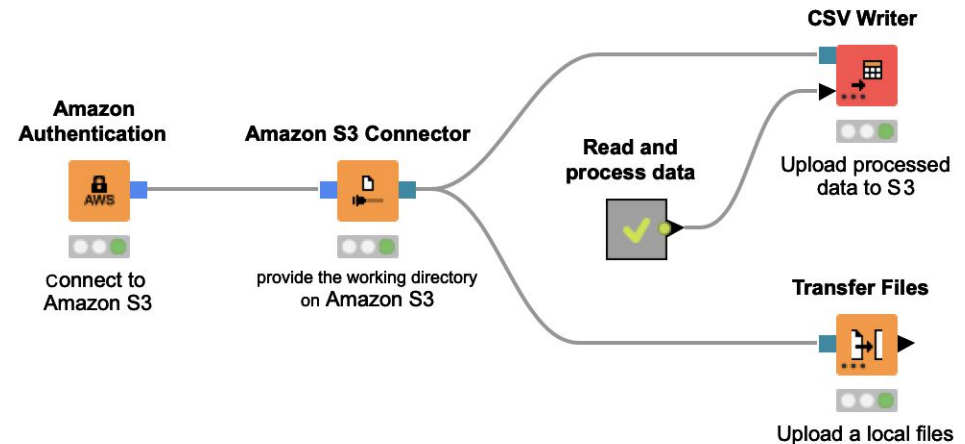 CSV Writer
Amazon
Authentication
Amazon S3 Connector
Read and
process data
AWS
Upload processed
data to S3
Connect to
Amazon S3
provide the working directory
on Amazon S3
Transfer Files
Upload a local files